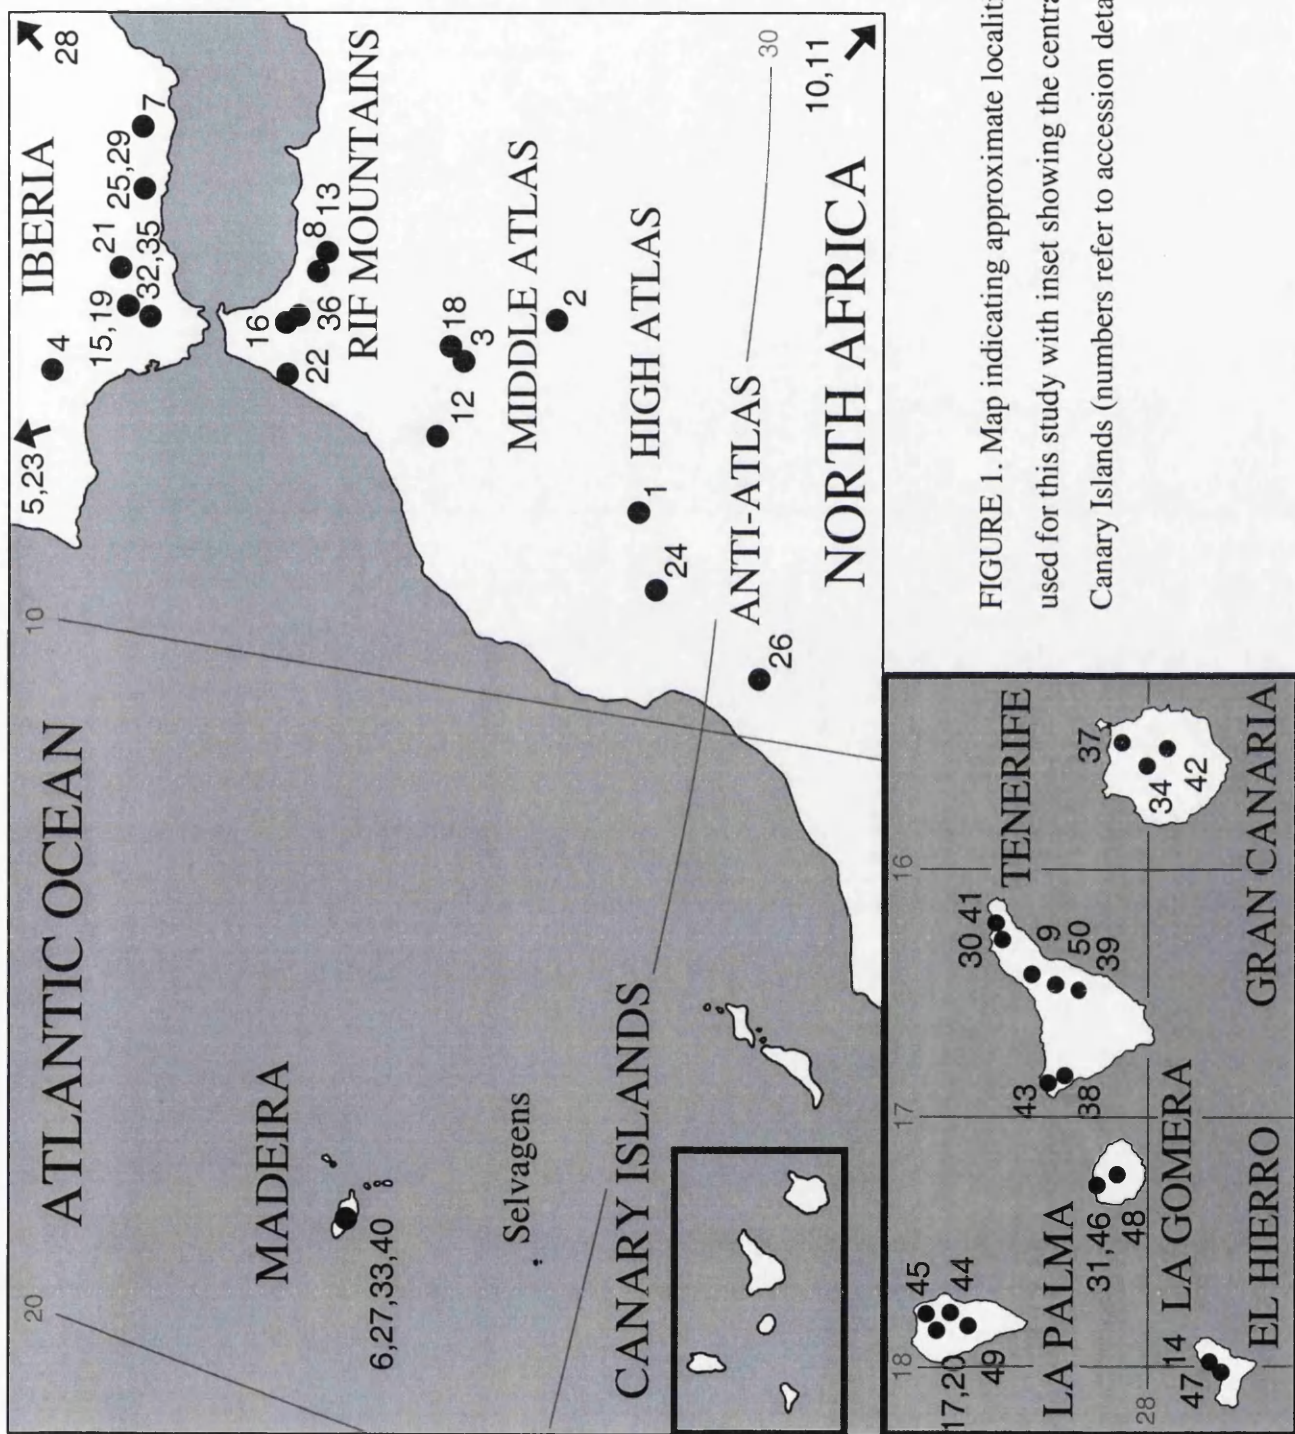 ATLANTIC OCEAN
10
20
5,23
4
IBERIA
28
15,19
21
32,35
25,29
7
16
22
36
8
13
RIF MOUNTAINS
18
3
12
MIDDLE ATLAS
2
1
HIGH ATLAS
24
ANTI-ATLAS
30
26
NORTH AFRICA
10,11
MADEIRA
6,27,33,40
Selvagens
CANARY ISLANDS
18
17
16
28
45
44
17,20
49
LA PALMA
30
41
9
50
39
43
38
TENERIFE
37
34
42
GRAN CANARIA
31,46
48
LA GOMERA
14
47
EL HIERRO
FIGURE 1. Map indicating approximate
used for this study with inset showing the
Canary Islands (numbers refer to accession